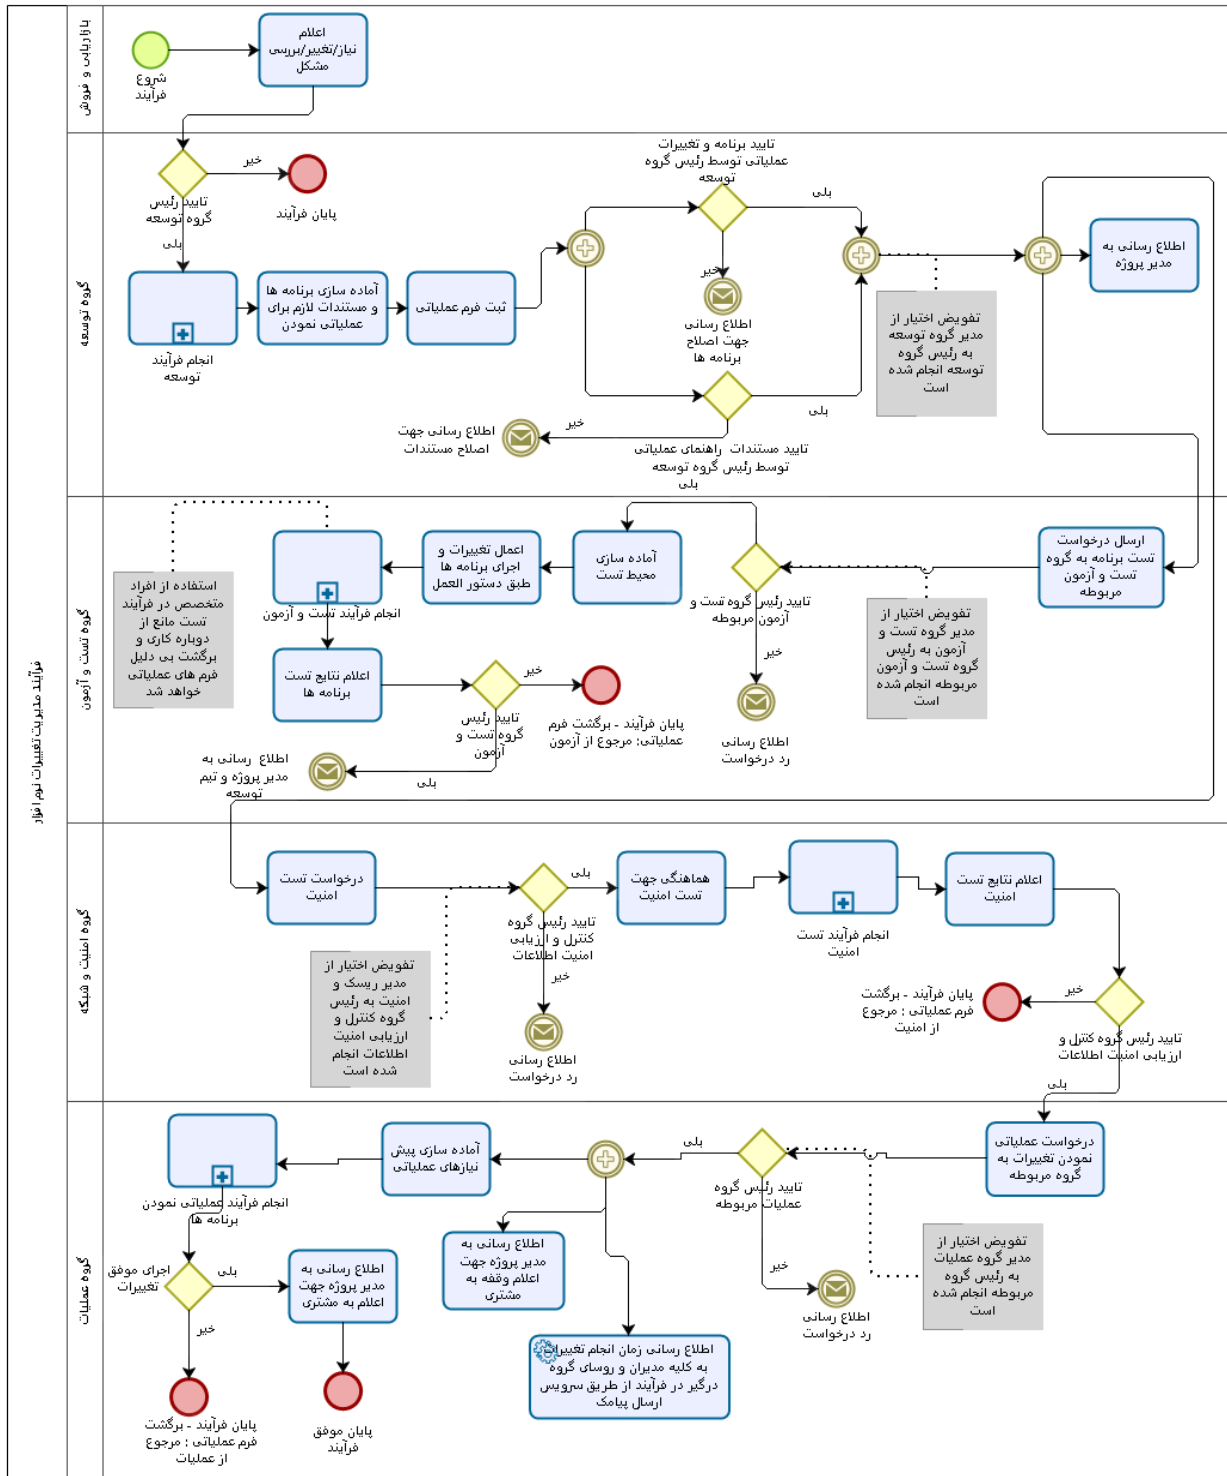 فرآیند مدیریت تغییرات نرم افزار
بازاریابی و فروش
شروع
فرآیند
اعلام
نیاز/تغییر/بررسی
مشکل
گروه توسعه
تایید رئیس
گروه توسعه
خیر
پایان فرآیند
بلی
انجام فرآیند
توسعه
آماده سازی برنامه ها
و مستندات لازم برای
عملیاتی نمودن
ثبت فرم عملیاتی
تایید برنامه و تغییرات
عملیاتی توسط رئیس گروه
توسعه
بلی
خیر
اطلاع رسانی
جهت اصلاح
برنامه ها
تایید مستندات راهنمای عملیاتی
توسط رئیس گروه توسعه
بلی
بلی
خیر
اطلاع رسانی جهت
اصلاح مستندات
تفویض اختیار از
مدیر گروه توسعه
به رئیس گروه
توسعه انجام شده
است
اطلاع رسانی به
مدیر پروژه
گروه تست و آزمون
ارسال درخواست
تست برنامه به گروه
تست و آزمون
مربوطه
تفویض اختیار از
مدیر گروه تست و
آزمون به رئیس
گروه تست و آزمون
مربوطه انجام شده
است
تایید رئیس گروه تست و
آزمون مربوطه
خیر
اطلاع رسانی
رد درخواست
آماده سازی
محیط تست
اعمال تغییرات و
اجرای برنامه ها
طبق دستور العمل
انجام فرآیند تست و آزمون
استفاده از افراد
متخصص در فرآیند
تست مانع از
دوباره کاری و
برگشت بی دلیل
فرم های عملیاتی
خواهد شد
اعلام نتایج تست
برنامه ها
تایید رئیس
گروه تست و
آزمون
خیر
پایان فرآیند - برگشت فرم
عملیاتی: مرجوع از آزمون
بلی
اطلاع رسانی به
مدیر پروژه و تیم
توسعه
گروه امنیت و شبکه
درخواست تست
امنیت
تایید رئیس گروه
کنترل و ارزیابی
امنیت اطلاعات
بلی
خیر
اطلاع رسانی
رد درخواست
تفویض اختیار از
مدیر ریسک و
امنیت به رئیس
گروه کنترل و
ارزیابی امنیت
اطلاعات انجام
شده است
هماهنگی جهت
تست امنیت
انجام فرآیند تست
امنیت
اعلام نتایج تست
امنیت
تایید رئیس گروه کنترل و
ارزیابی امنیت اطلاعات
خیر
پایان فرآیند - برگشت
فرم عملیاتی : مرجوع
از امنیت
بلی
گروه عملیات
درخواست عملیاتی
نمودن تغییرات به
گروه مربوطه
تفویض اختیار از
مدیر گروه عملیات
به رئیس گروه
مربوطه انجام شده
است
تایید رئیس گروه
عملیات مربوطه
بلی
خیر
اطلاع رسانی
رد درخواست
آماده سازی پیش
نیازهای عملیاتی
اطلاع رسانی به
مدیر پروژه جهت
اعلام وقفه به
مشتری
اطلاع رسانی زمان انجام تغییرات
به کلیه مدیران و روسای گروه
درگیر در فرآیند از طریق سرویس
ارسال پیامک
انجام فرآیند عملیاتی نمودن
برنامه ها
اجرای موفق
تغییرات
بلی
خیر
اطلاع رسانی به
مدیر پروژه جهت
اعلام به مشتری
پایان موفق
فرآیند
پایان فرآیند - برگشت
فرم عملیاتی : مرجوع
از عملیات